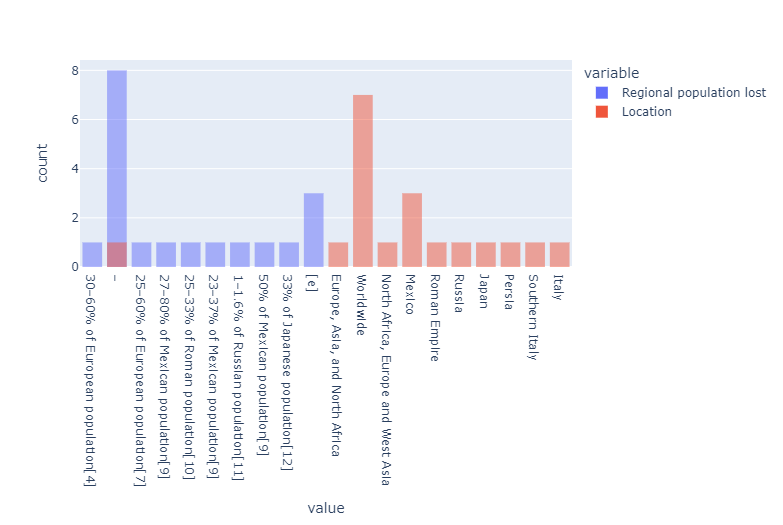 variable
Regional population lost
Location
count
8
6
4
2
0
30–60% of European population[4]
–
25–60% of European population[7]
27–80% of Mexican population[9]
25–33% of Roman population[10]
23–37% of Mexican population[9]
1–1.6% of Russian population[11]
50% of Mexican population[9]
33% of Japanese population[12]
[e]
Europe, Asia, and North Africa
Worldwide
North Africa, Europe and West Asia
Mexico
Roman Empire
Russia
Japan
Persia
Southern Italy
Italy
value